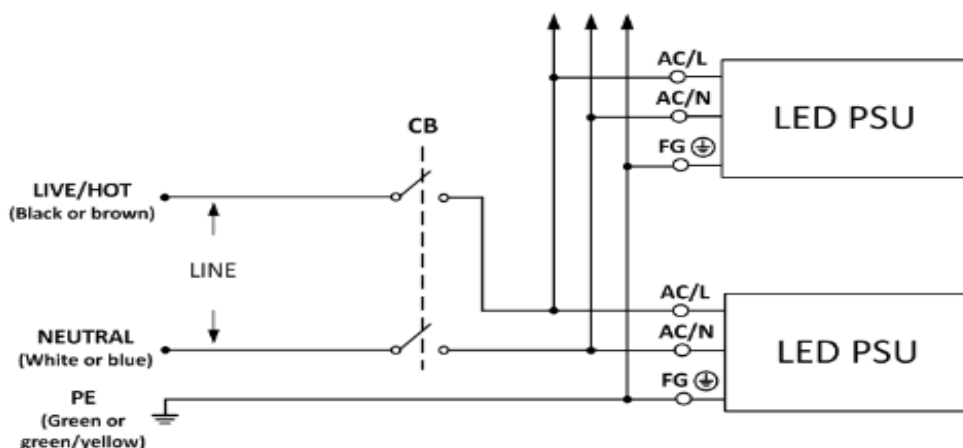 AC/L
AC/N
FG
LED PSU
CB
LIVE/HOT
(Black or brown)
LINE
NEUTRAL
(White or blue)
PE
(Green or
green/yellow)
AC/L
AC/N
FG
LED PSU